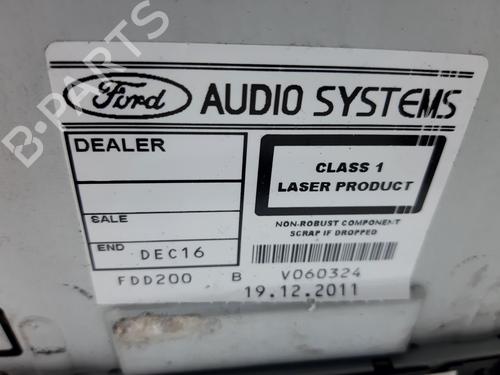 Ford AUDIO SYSTEMS
DEALER
CLASS 1
LASER PRODUCT
SALE
NON-ROBUST COMPONENT
SCRAP IF DROPPED
END DEC16
FDD200 B V060324
19.12.2011
B-PARTS